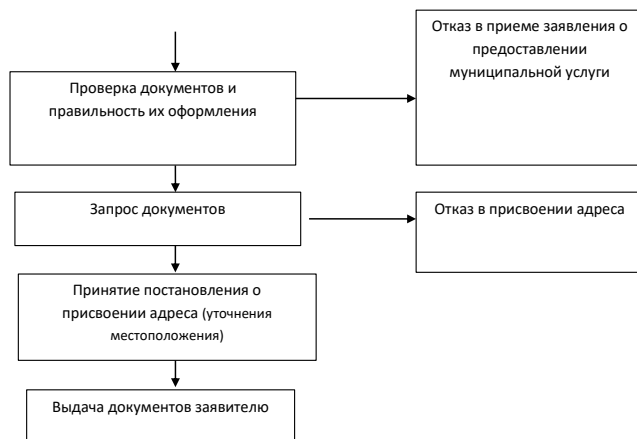 Отказ в приеме заявления о
предоставлении
муниципальной услуги
Проверка документов и
правильность их оформления
Запрос документов
Отказ в присвоении адреса
Принятие постановления о
присвоении адреса (уточнения
местоположения)
Выдача документов заявителю